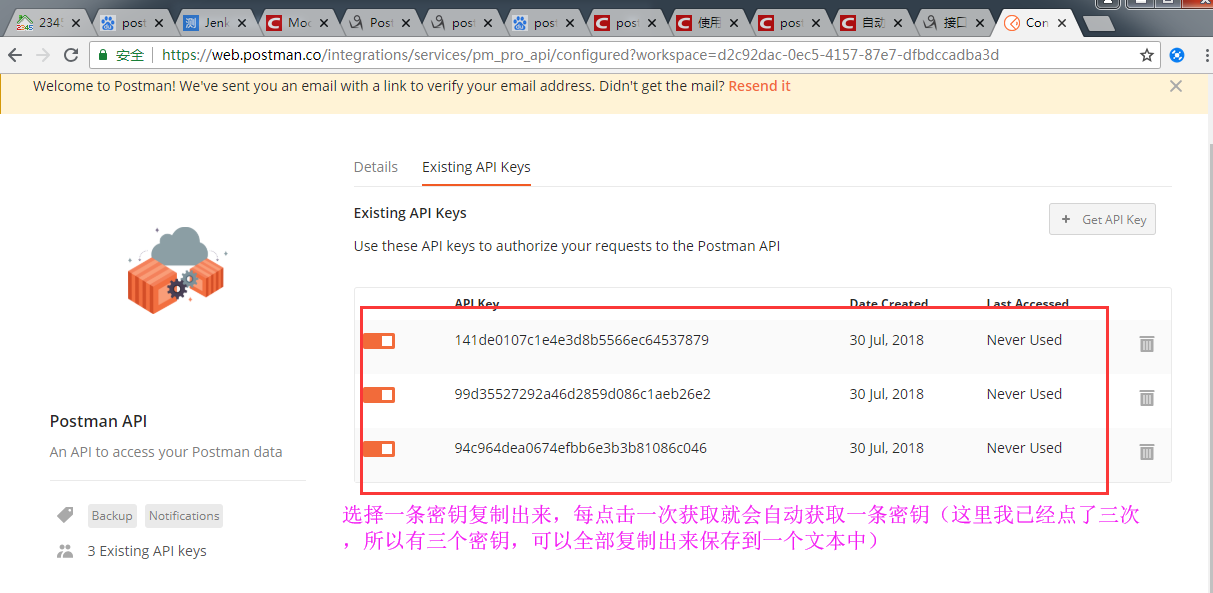 2345
post
测 Jenk
C Moc
Post
post
post
C post
C 使用
C post
C 自动
接口
Con
安全 https://web.postman.co/integrations/services/pm_pro_api/configured?workspace=d2c92dac-0ec5-4157-87e7-dfbdccadba3d
Welcome to Postman! We've sent you an email with a link to verify your email address. Didn't get the mail? Resend it
Details Existing API Keys
Existing API Keys
+ Get API Key
Use these API keys to authorize your requests to the Postman API
API Key Date Created Last Accessed
141de0107c1e4e3d8b5566ec64537879 30 Jul, 2018 Never Used
99d35527292a46d2859d086c1aeb26e2 30 Jul, 2018 Never Used
94c964dea0674efbb6e3b3b81086c046 30 Jul, 2018 Never Used
Postman API
An API to access your Postman data
Backup Notifications
3 Existing API keys
选择一条密钥复制出来，每点击一次获取就会自动获取一条密钥（这里我已经点了三次
，所以有三个密钥，可以全部复制出来保存到一个文本中）